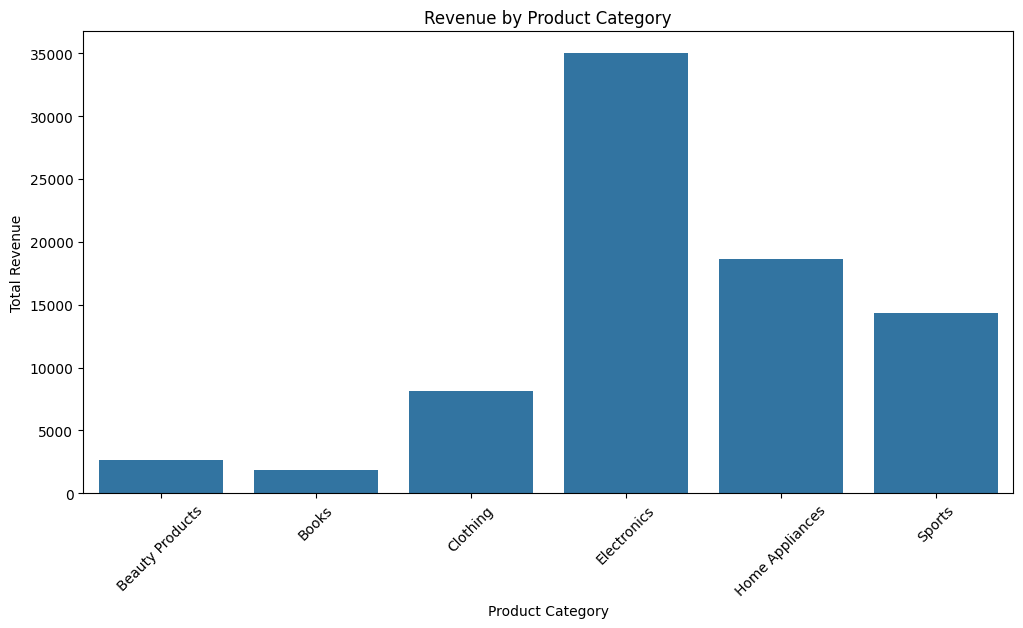 Revenue by Product Category
Total Revenue
35000
30000
25000
20000
15000
10000
5000
0
Beauty Products
Books
Clothing
Electronics
Home Appliances
Sports
Product Category